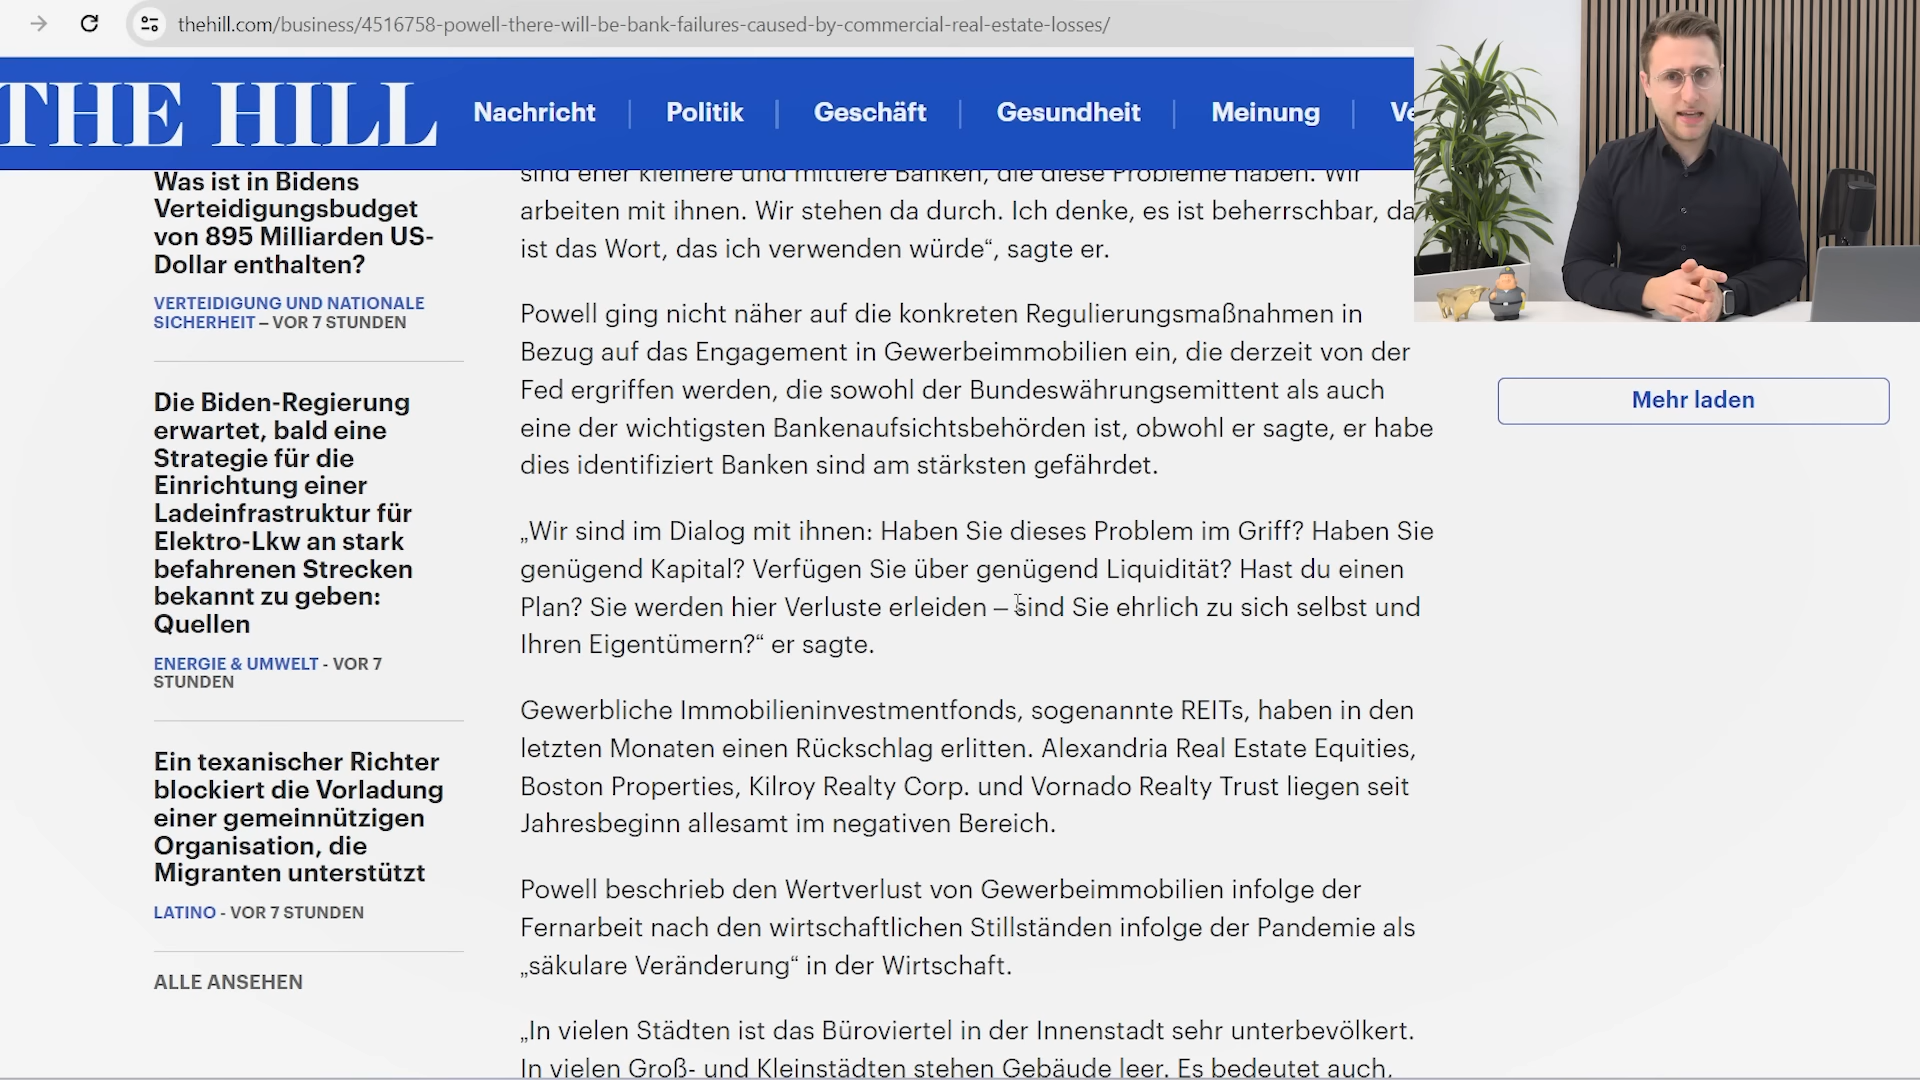 thehill.com/business/4516758-powell-there-will-be-bank-failures-caused-by-commercial-real-estate-losses/
THE HILL
Nachricht
Politik
Geschäft
Gesundheit
Meinung
Was ist in Bidens
Verteidigungsbudget
von 895 Milliarden US-
Dollar enthalten?
VERTEIDIGUNG UND NATIONALE
SICHERHEIT – VOR 7 STUNDEN
Die Biden-Regierung
erwartet, bald eine
Strategie für die
Einrichtung einer
Ladeinfrastruktur für
Elektro-Lkw an stark
befahrenen Strecken
bekannt zu geben:
Quellen
ENERGIE & UMWELT - VOR 7
STUNDEN
Ein texanischer Richter
blockiert die Vorladung
einer gemeinnützigen
Organisation, die
Migranten unterstützt
LATINO - VOR 7 STUNDEN
ALLE ANSEHEN
sind eher kleinere und mittlere Banken, die diese Probleme haben. Wir
arbeiten mit ihnen. Wir stehen da durch. Ich denke, es ist beherrschbar,
ist das Wort, das ich verwenden würde“, sagte er.
Powell ging nicht näher auf die konkreten Regulierungsmaßnahmen in
Bezug auf das Engagement in Gewerbeimmobilien ein, die derzeit von der
Fed ergriffen werden, die sowohl der Bundeswährungsemittent als auch
eine der wichtigsten Bankenaufsichtsbehörden ist, obwohl er sagte, er habe
dies identifiziert Banken sind am stärksten gefährdet.
„Wir sind im Dialog mit ihnen: Haben Sie dieses Problem im Griff? Haben Sie
genügend Kapital? Verfügen Sie über genügend Liquidität? Hast du einen
Plan? Sie werden hier Verluste erleiden – sind Sie ehrlich zu sich selbst und
Ihren Eigentümern?“ er sagte.
Gewerbliche Immobilieninvestmentfonds, sogenannte REITs, haben in den
letzten Monaten einen Rückschlag erlitten. Alexandria Real Estate Equities,
Boston Properties, Kilroy Realty Corp. und Vornado Realty Trust liegen seit
Jahresbeginn allesamt im negativen Bereich.
Powell beschrieb den Wertverlust von Gewerbeimmobilien infolge der
Fernarbeit nach den wirtschaftlichen Stillständen infolge der Pandemie als
„säkulare Veränderung“ in der Wirtschaft.
„In vielen Städten ist das Büroviertel in der Innenstadt sehr unterbevölkert.
In vielen Groß- und Kleinstädten stehen Gebäude leer. Es bedeutet auch,
Mehr laden